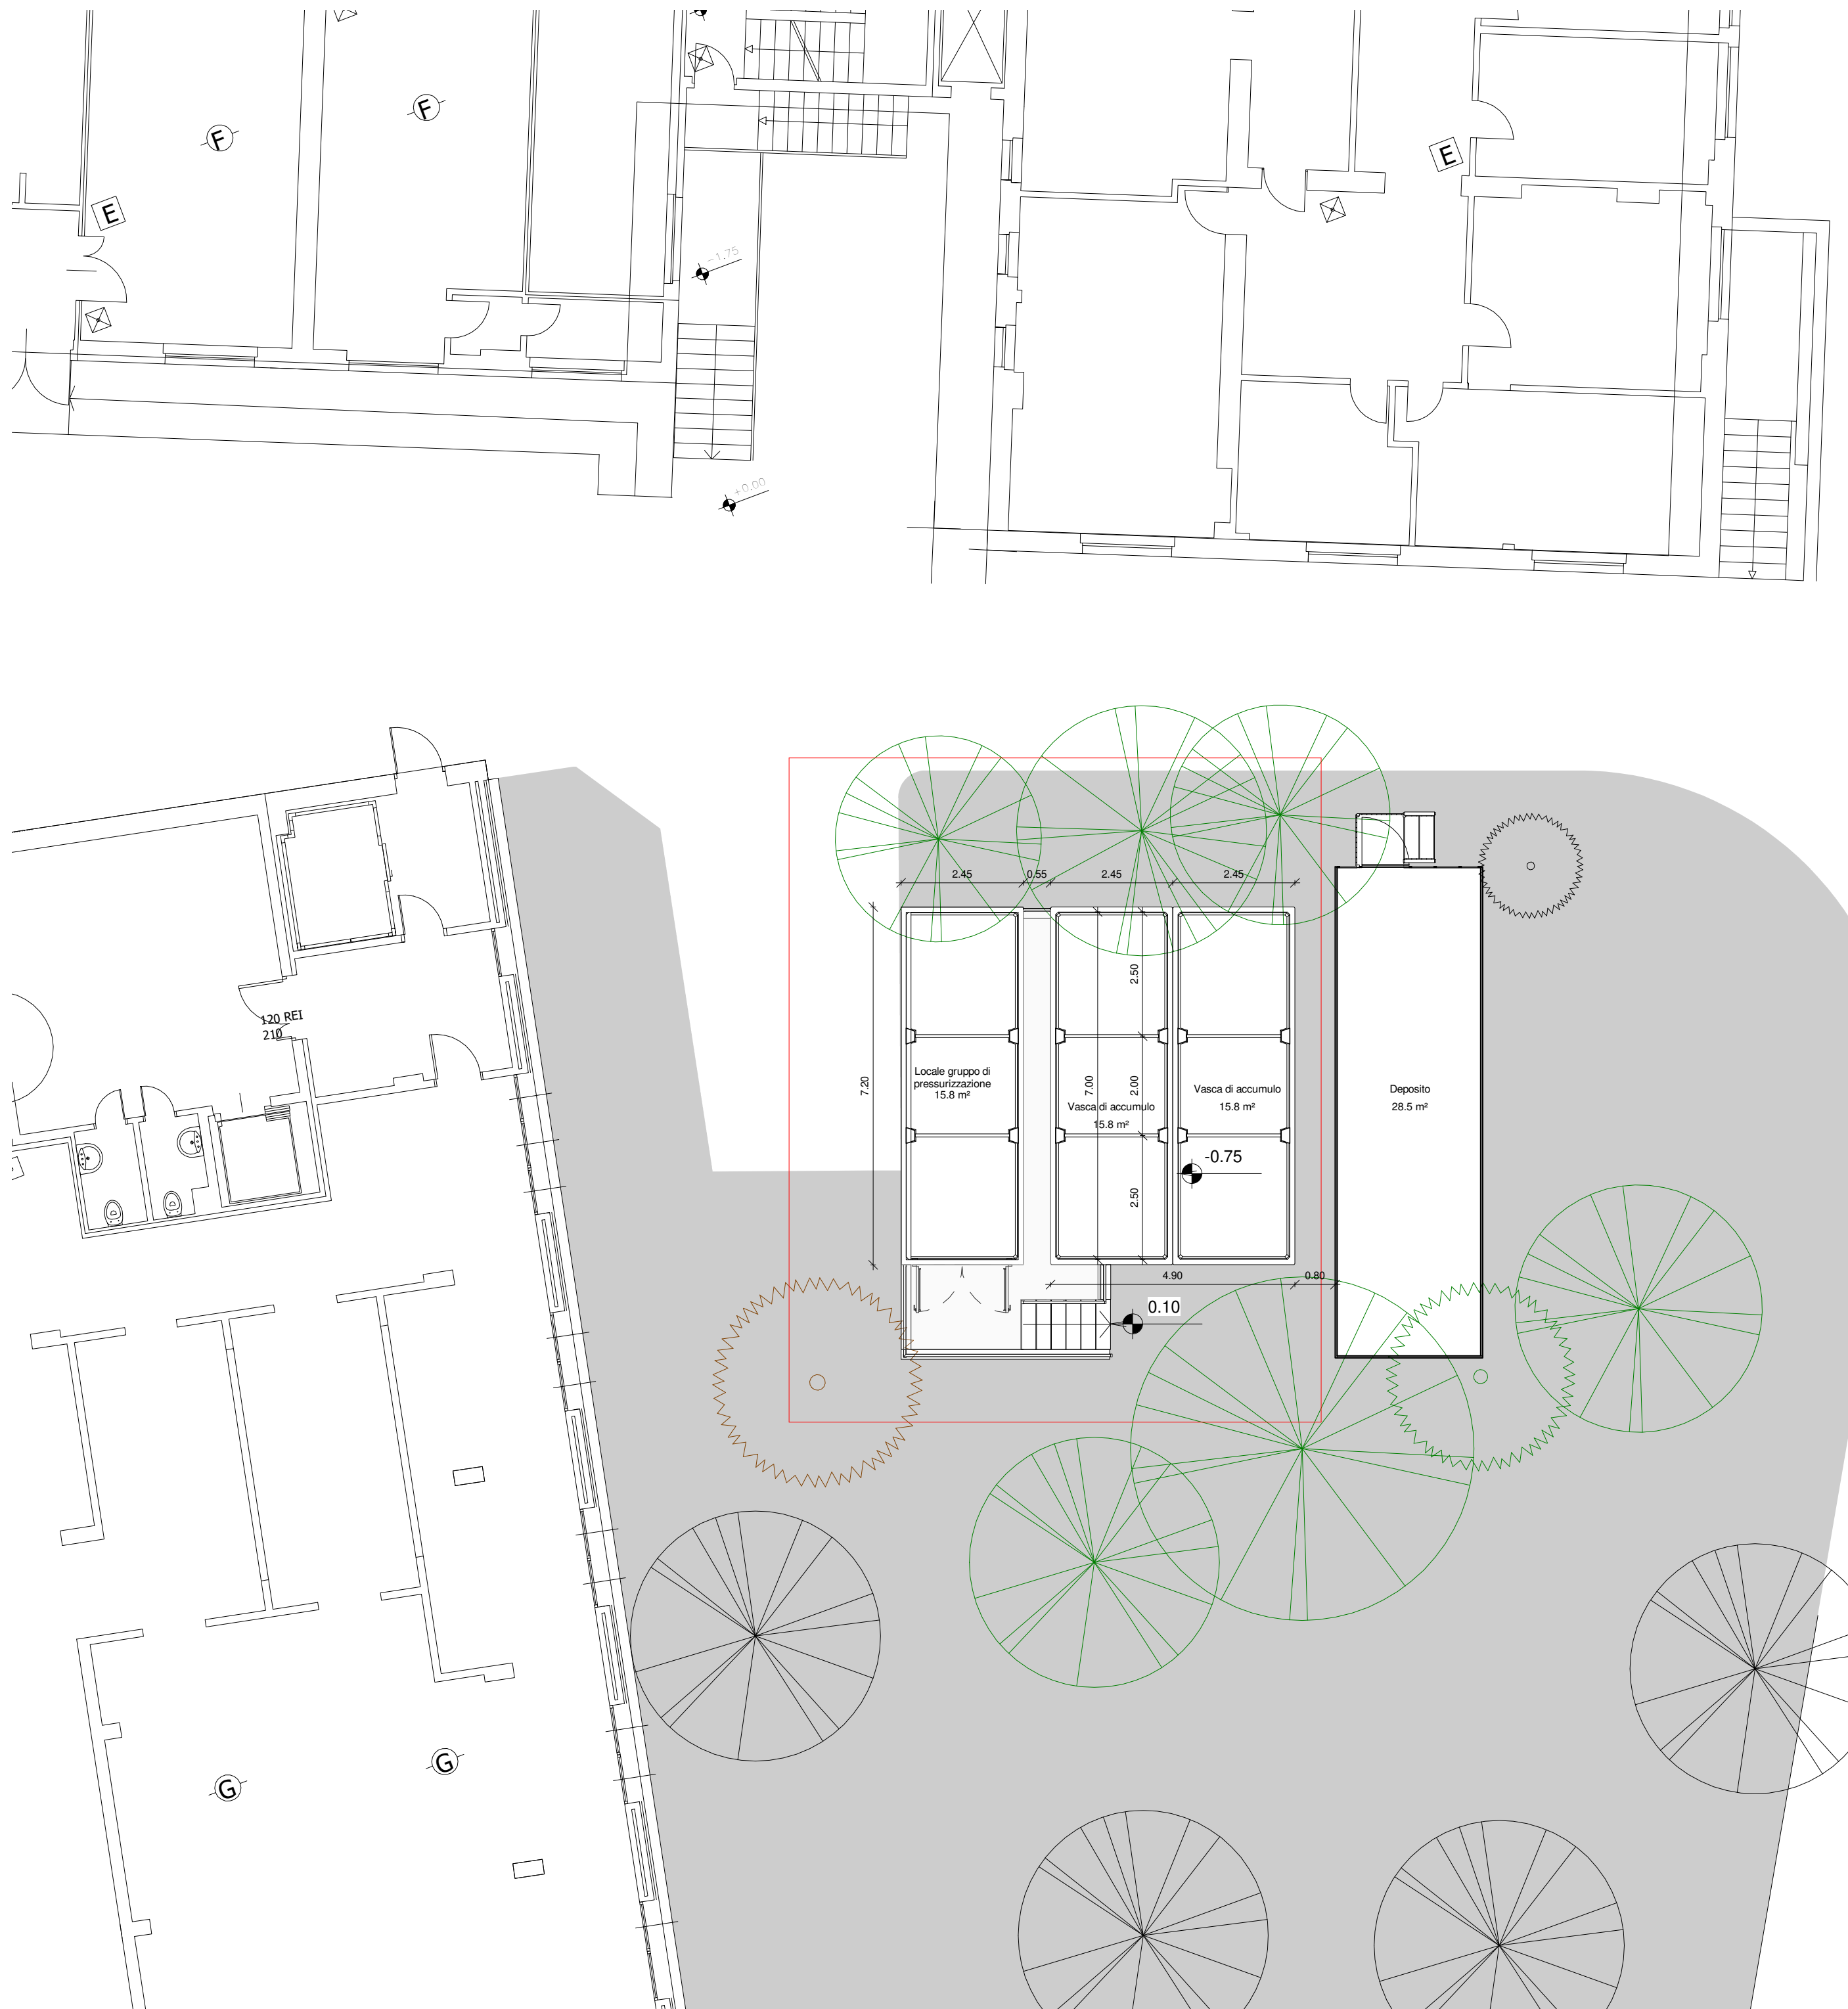 F
F
E
E
-1.75
+0.00
2.45
0.55
2.45
2.45
2.50
120 REI
210
Locale gruppo di
pressurizzazione
15.8 m²
7.20
7.00
2.00
Vasca di accumulo
15.8 m²
Vasca di accumulo
15.8 m²
Deposito
28.5 m²
-0.75
2.50
4.90
0.80
0.10
G
G